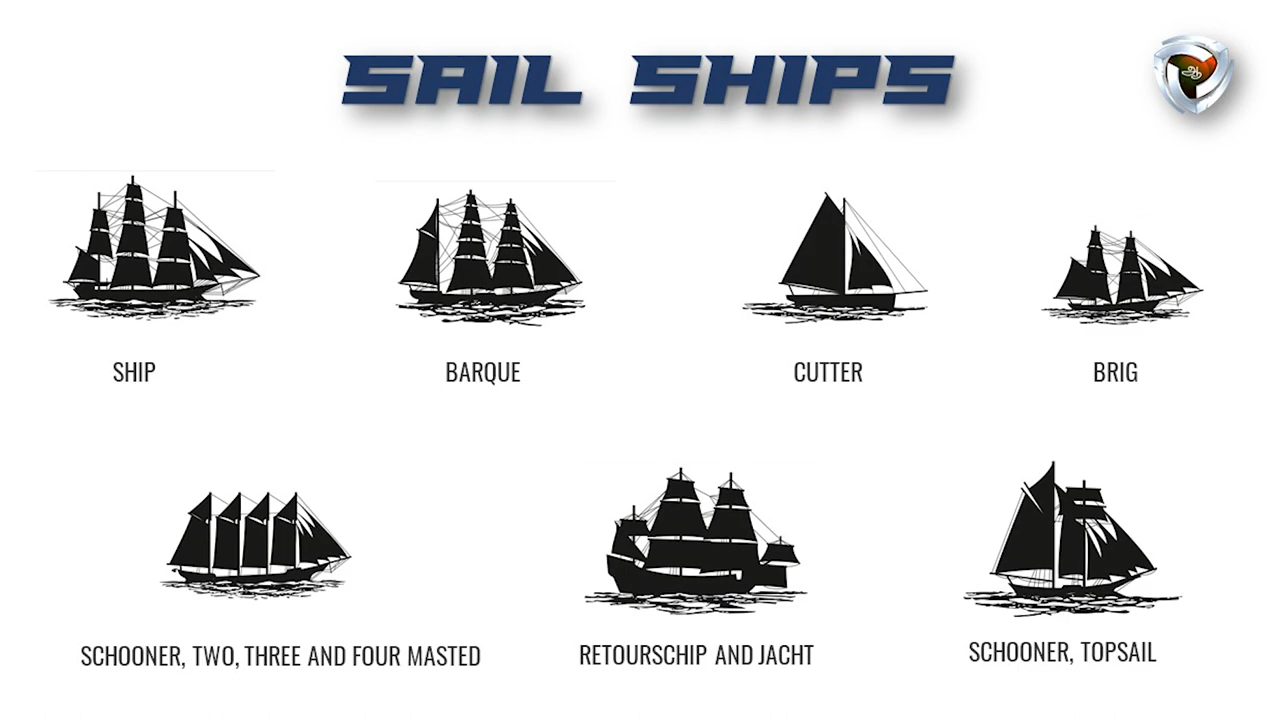 SAIL SHIPS
SHIP
BARQUE
CUTTER
BRIG
SCHOONER, TWO, THREE AND FOUR MASTED
RETOURSCHIP AND JACHT
SCHOONER, TOPSAIL